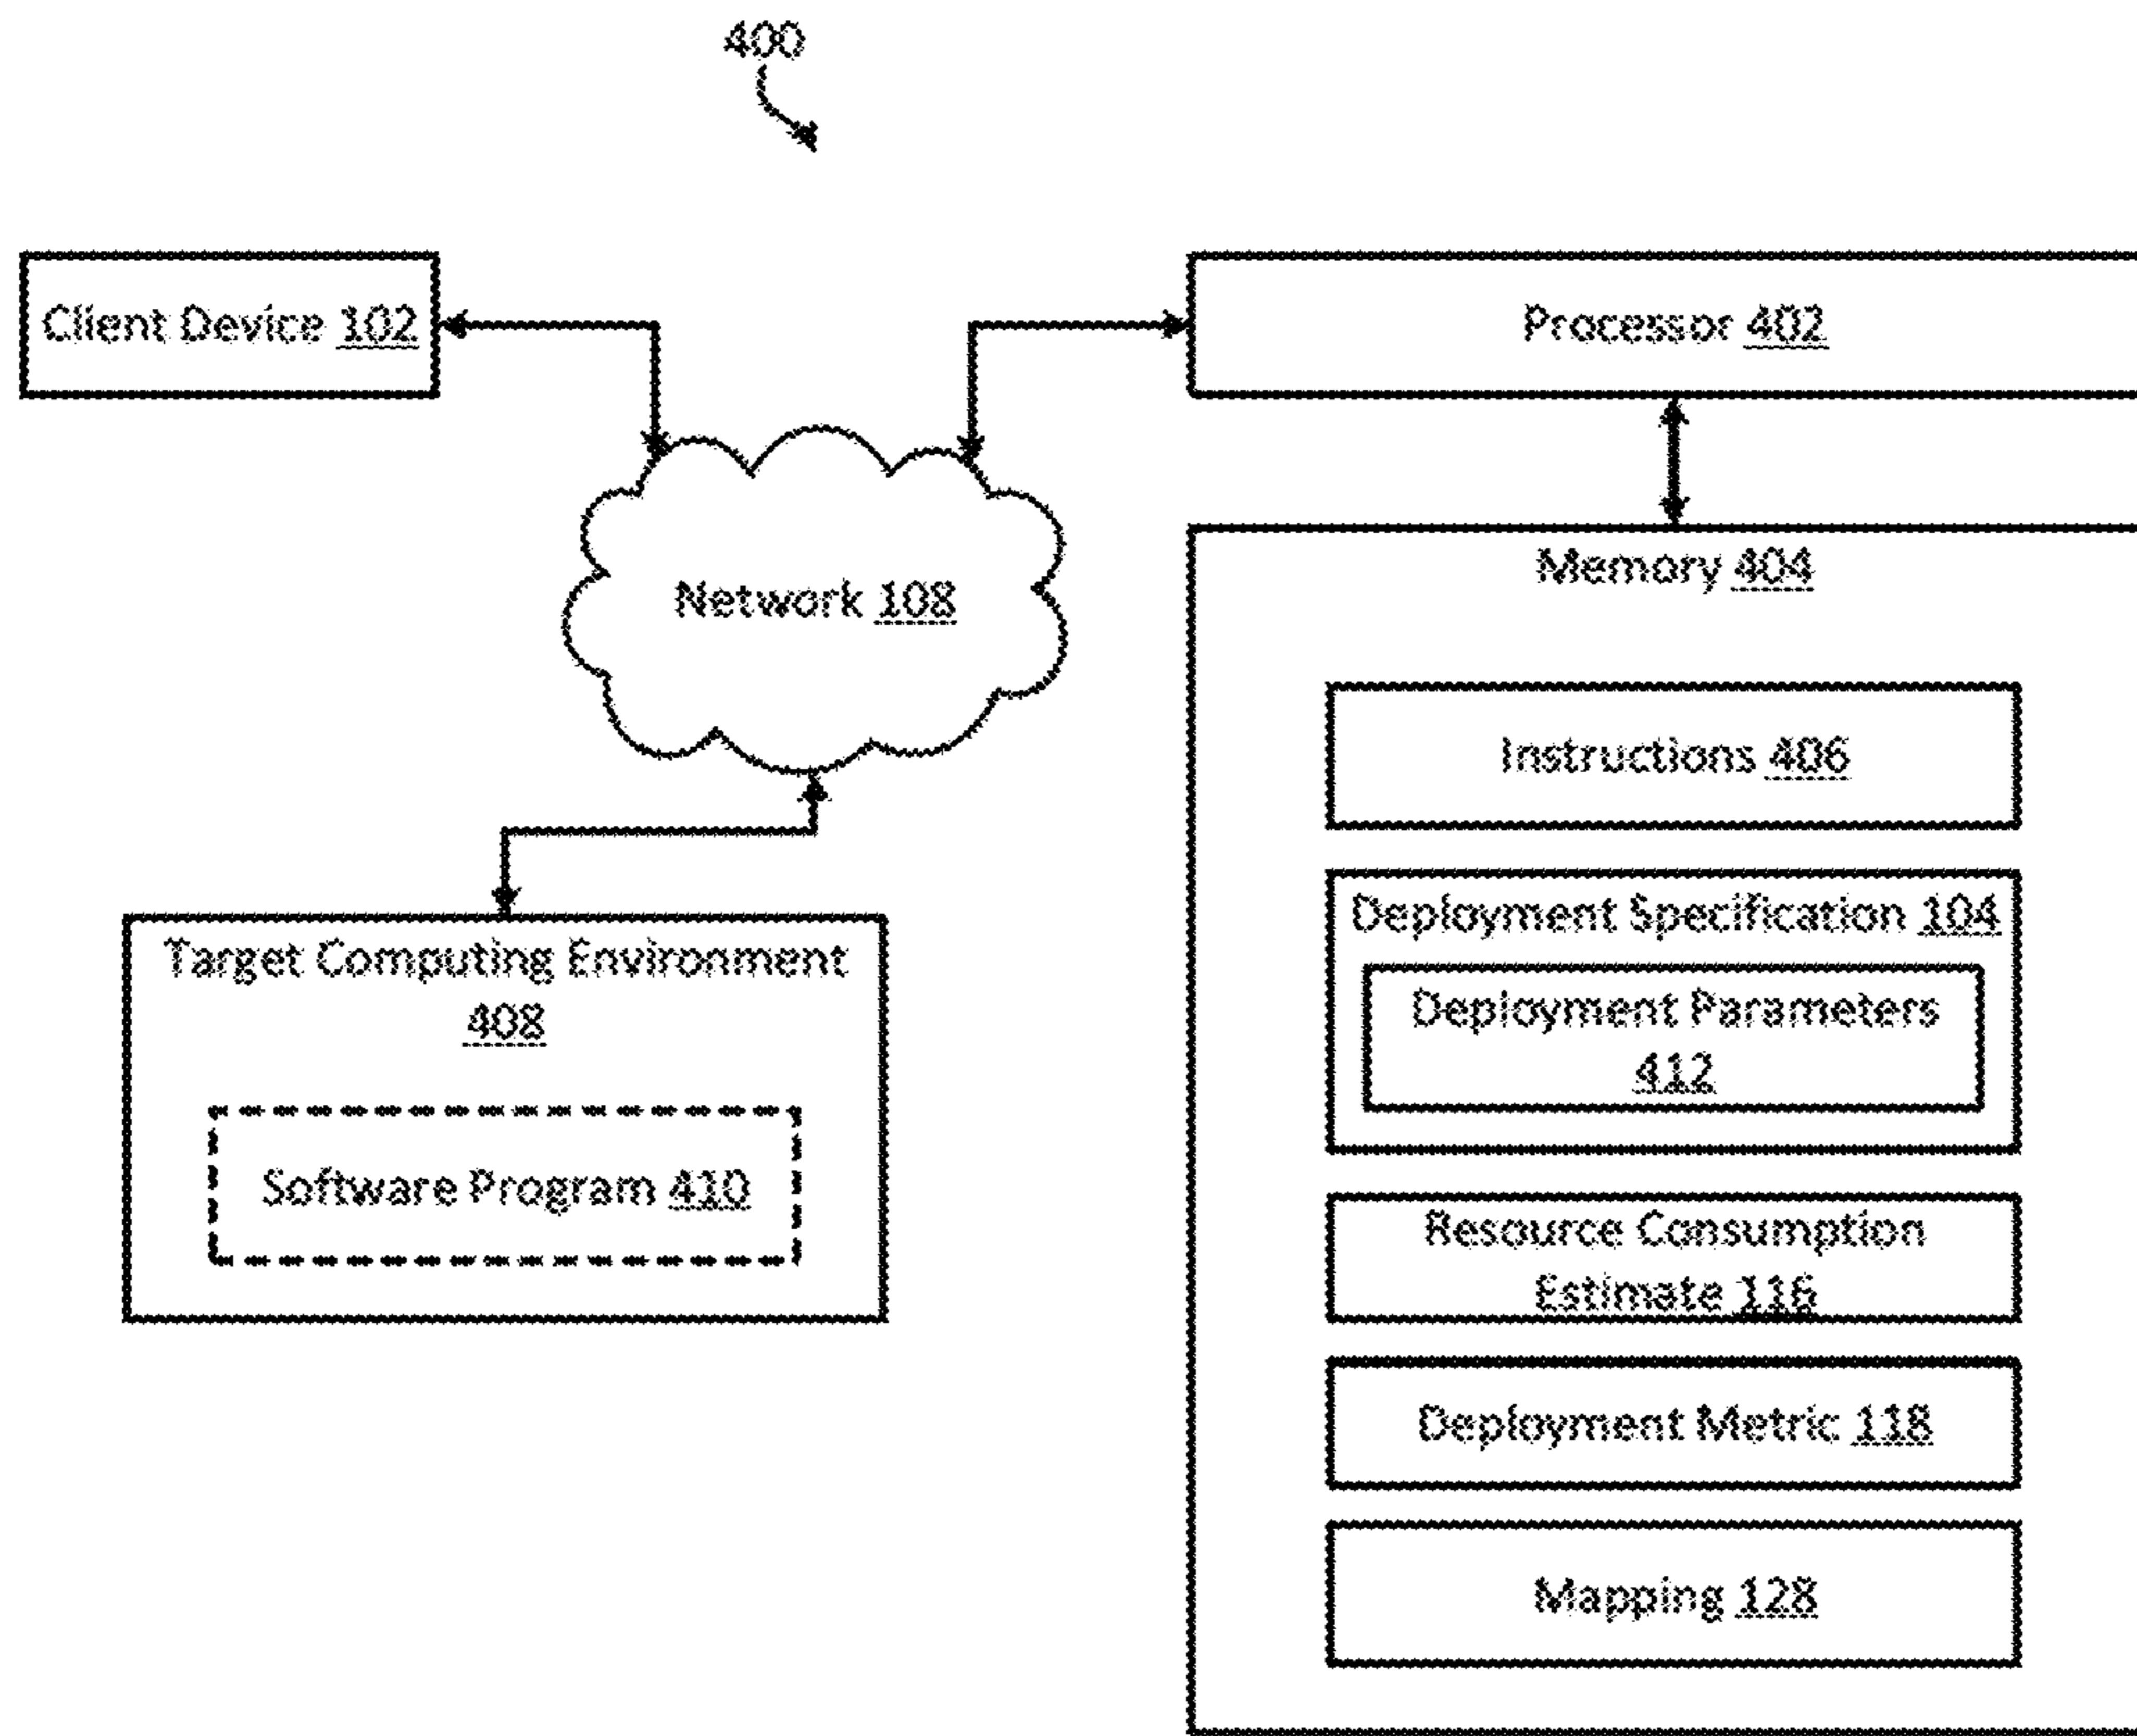 400
Client Device 102
Processor 402
Network 108
Memory 404
Instructions 406
Deployment Specification 104
Deployment Parameters
412
Resource Consumption
Estimate 116
Deployment Metric 118
Mapping 128
Target Computing Environment
408
Software Program 410